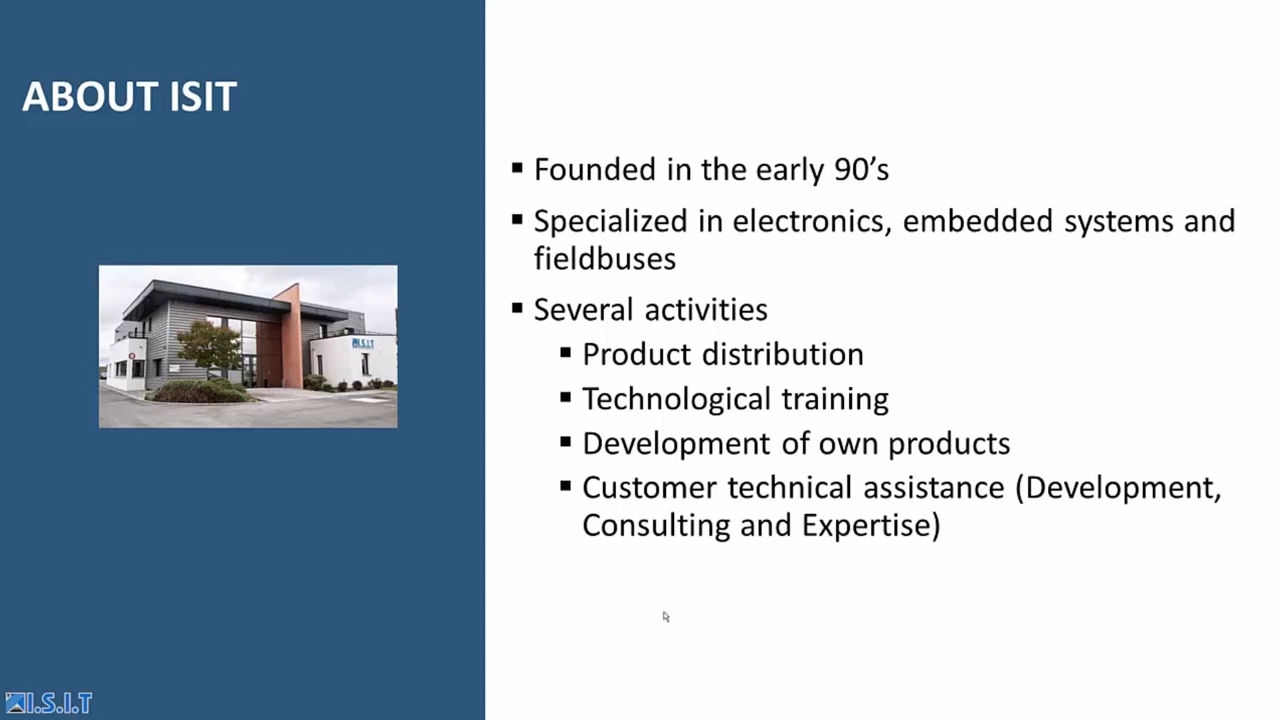 ABOUT ISIT
▪ Founded in the early 90’s
▪ Specialized in electronics, embedded systems and
fieldbuses
▪ Several activities
▪ Product distribution
▪ Technological training
▪ Development of own products
▪ Customer technical assistance (Development,
Consulting and Expertise)
I.S.I.T
I.S.I.T